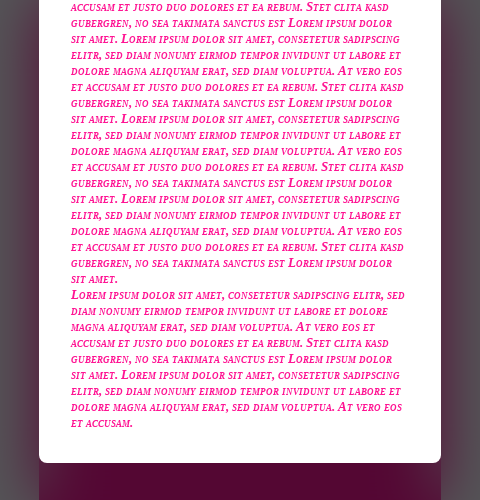 accusam et justo duo dolores et ea rebum. Stet clita kasd
gubergren, no sea takimata sanctus est Lorem ipsum dolor
sit amet. Lorem ipsum dolor sit amet, consetetur sadipscing
elitr, sed diam nonumy eirmod tempor invidunt ut labore et
dolore magna aliquyam erat, sed diam voluptua. At vero eos
et accusam et justo duo dolores et ea rebum. Stet clita kasd
gubergren, no sea takimata sanctus est Lorem ipsum dolor
sit amet. Lorem ipsum dolor sit amet, consetetur sadipscing
elitr, sed diam nonumy eirmod tempor invidunt ut labore et
dolore magna aliquyam erat, sed diam voluptua. At vero eos
et accusam et justo duo dolores et ea rebum. Stet clita kasd
gubergren, no sea takimata sanctus est Lorem ipsum dolor
sit amet. Lorem ipsum dolor sit amet, consetetur sadipscing
elitr, sed diam nonumy eirmod tempor invidunt ut labore et
dolore magna aliquyam erat, sed diam voluptua. At vero eos
et accusam et justo duo dolores et ea rebum. Stet clita kasd
gubergren, no sea takimata sanctus est Lorem ipsum dolor
sit amet.
Lorem ipsum dolor sit amet, consetetur sadipscing elitr, sed
diam nonumy eirmod tempor invidunt ut labore et dolore
magna aliquyam erat, sed diam voluptua. At vero eos et
accusam et justo duo dolores et ea rebum. Stet clita kasd
gubergren, no sea takimata sanctus est Lorem ipsum dolor
sit amet. Lorem ipsum dolor sit amet, consetetur sadipscing
elitr, sed diam nonumy eirmod tempor invidunt ut labore et
dolore magna aliquyam erat, sed diam voluptua. At vero eos
et accusam.